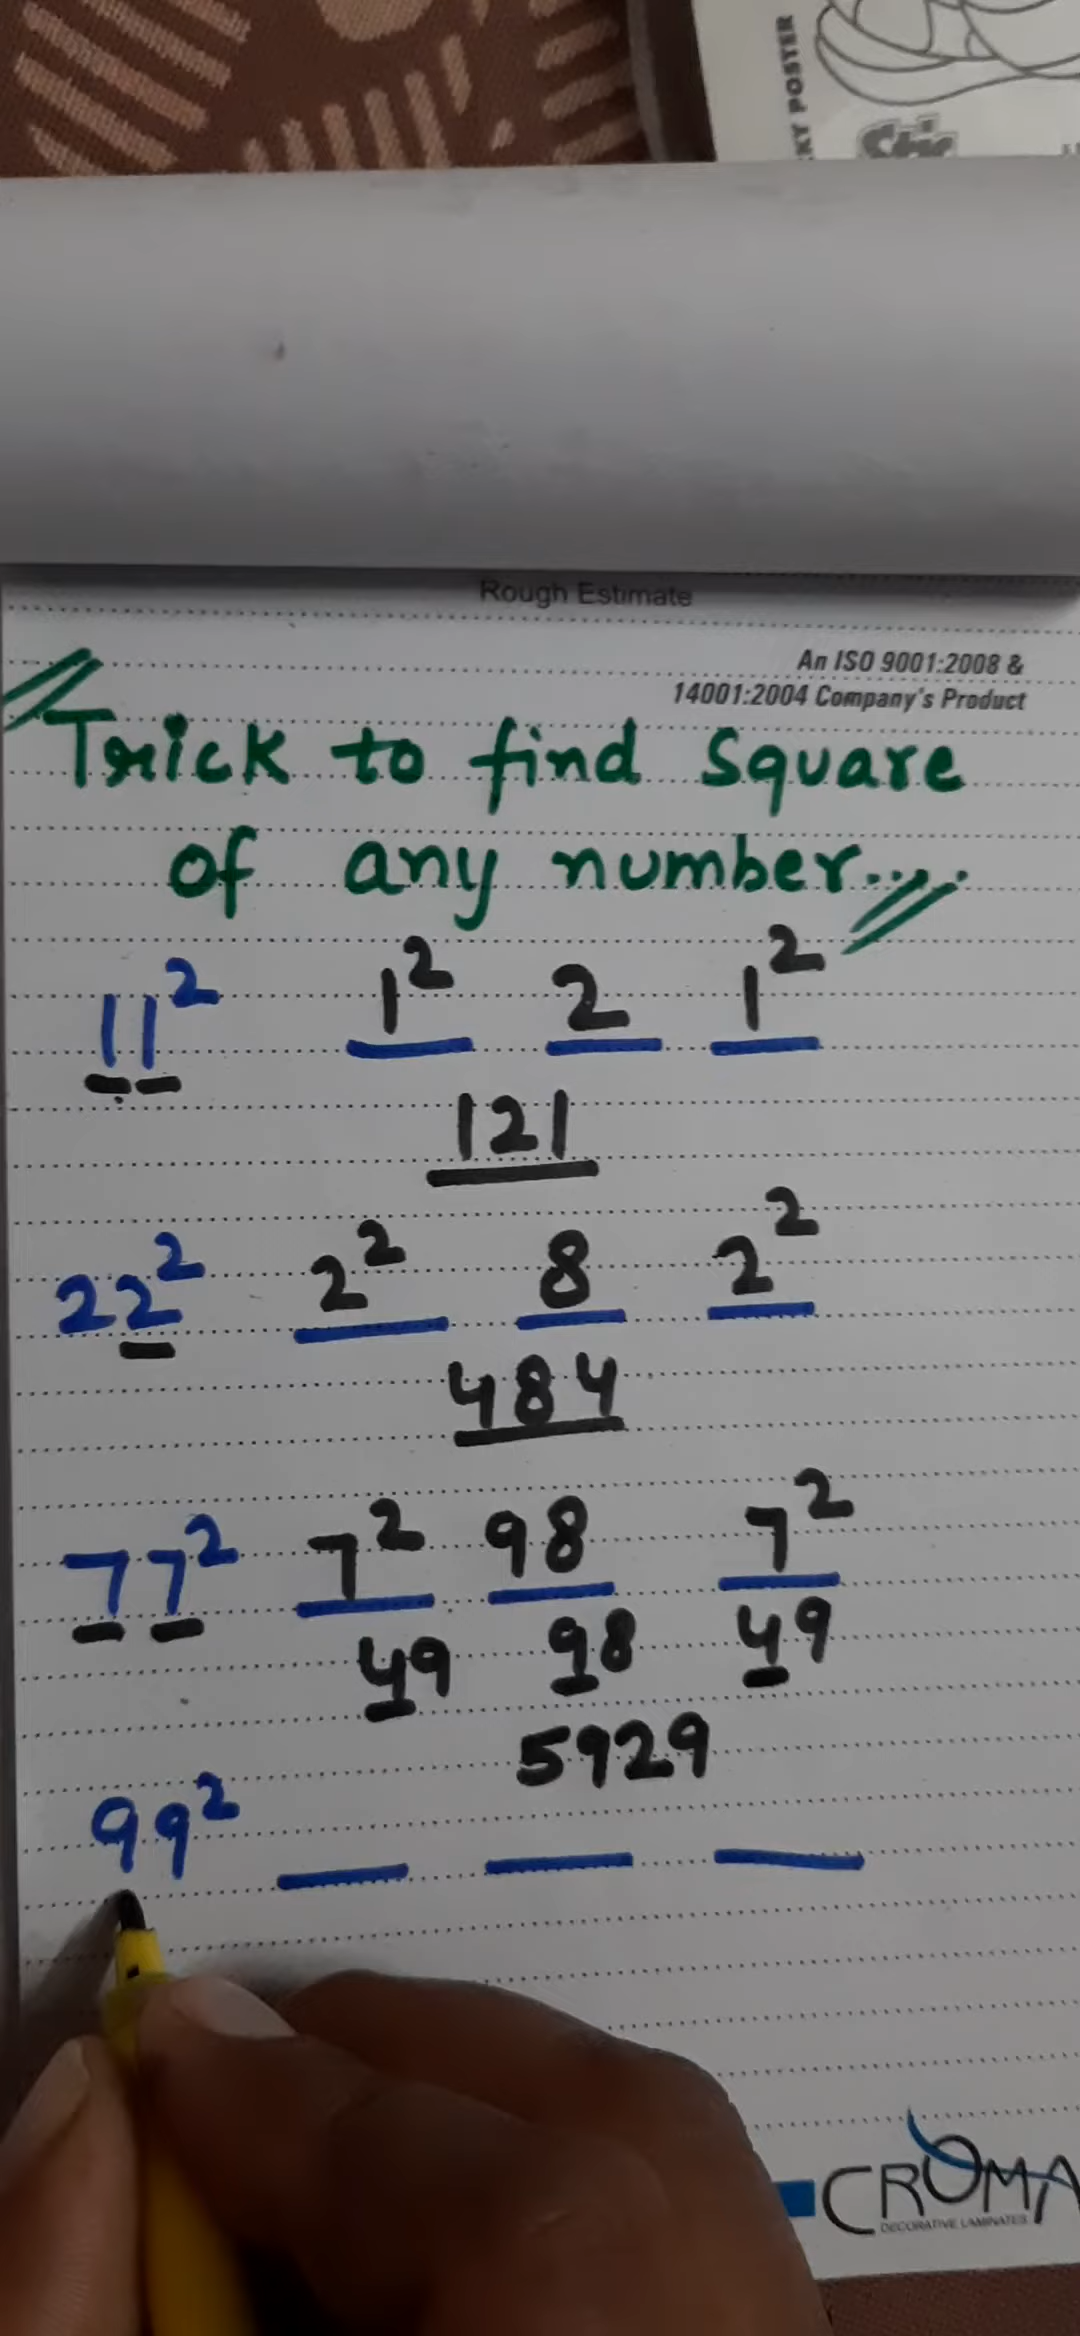 KY POSTER
Stic
Rough Estimate
An ISO 9001:2008 &
14001:2004 Company's Product
Trick to find Square
of any number....
11² 1² 2 1²
121
22² 2² 8 2²
484
77² 7² 98 7²
49 98 49
5929
99²
CROMA
DECORATIVE LAMINATES